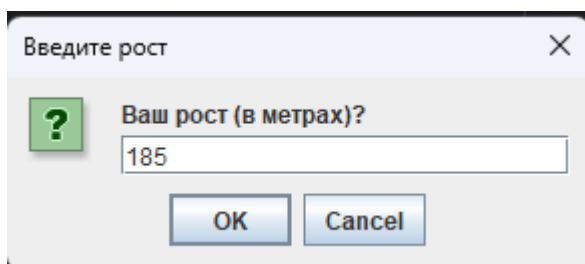 Введите рост
?
Ваш рост (в метрах)?
185
OK
Cancel